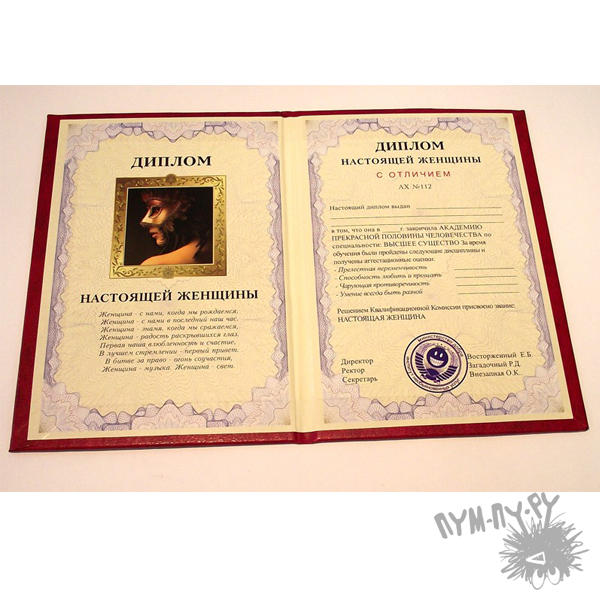 ДИПЛОМ
НАСТОЯЩЕЙ ЖЕНЩИНЫ
Женщина - с нами, когда мы рождаемся,
Женщина - с нами в последний наш час.
Женщина - знамя, когда мы сражаемся,
Женщина - радость раскрывшихся глаз.
Первая наша влюбленность и счастье,
В лучшем стремлении - первый привет.
В битве за право - огонь соучастия,
Женщина - музыка. Женщина - свет.
ДИПЛОМ
НАСТОЯЩЕЙ ЖЕНЩИНЫ
С ОТЛИЧИЕМ
АХ №112
Настоящий диплом выдан
в том, что она в ____ г. закончила АКАДЕМИЮ
ПРЕКРАСНОЙ ПОЛОВИНЫ ЧЕЛОВЕЧЕСТВА по
специальности: ВЫСШЕЕ СУЩЕСТВО За время
обучения были пройдены следующие дисциплины и
получены аттестационные оценки:
- Прелестная переменчивость
- Способность любить и прощать
- Чарующая противоречивость
- Умение всегда быть разной
Решением Квалификационной Комиссии присвоено звание:
НАСТОЯЩАЯ ЖЕНЩИНА
Директор Восторженный Е.Б.
Ректор Загадочный Р.Д.
Секретарь Внезапная О.К.
ПУМ-ПУ.РУ